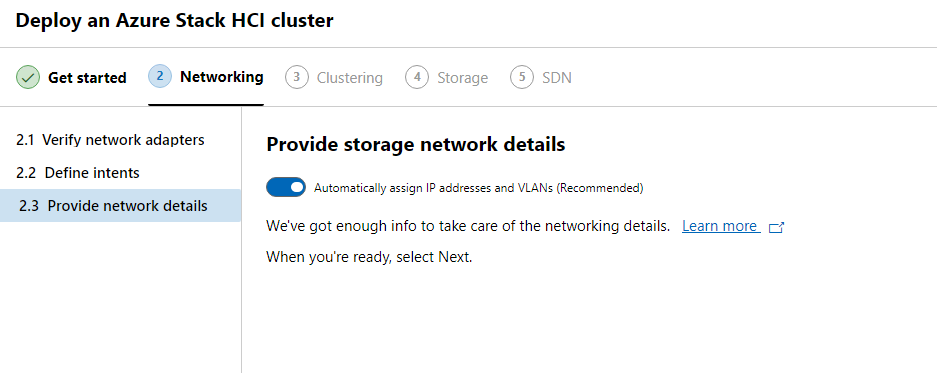 Deploy an Azure Stack HCI cluster
Get started 2 Networking 3 Clustering 4 Storage 5 SDN
2.1 Verify network adapters
2.2 Define intents
2.3 Provide network details
Provide storage network details
Automatically assign IP addresses and VLANs (Recommended)
We've got enough info to take care of the networking details. Learn more
When you're ready, select Next.